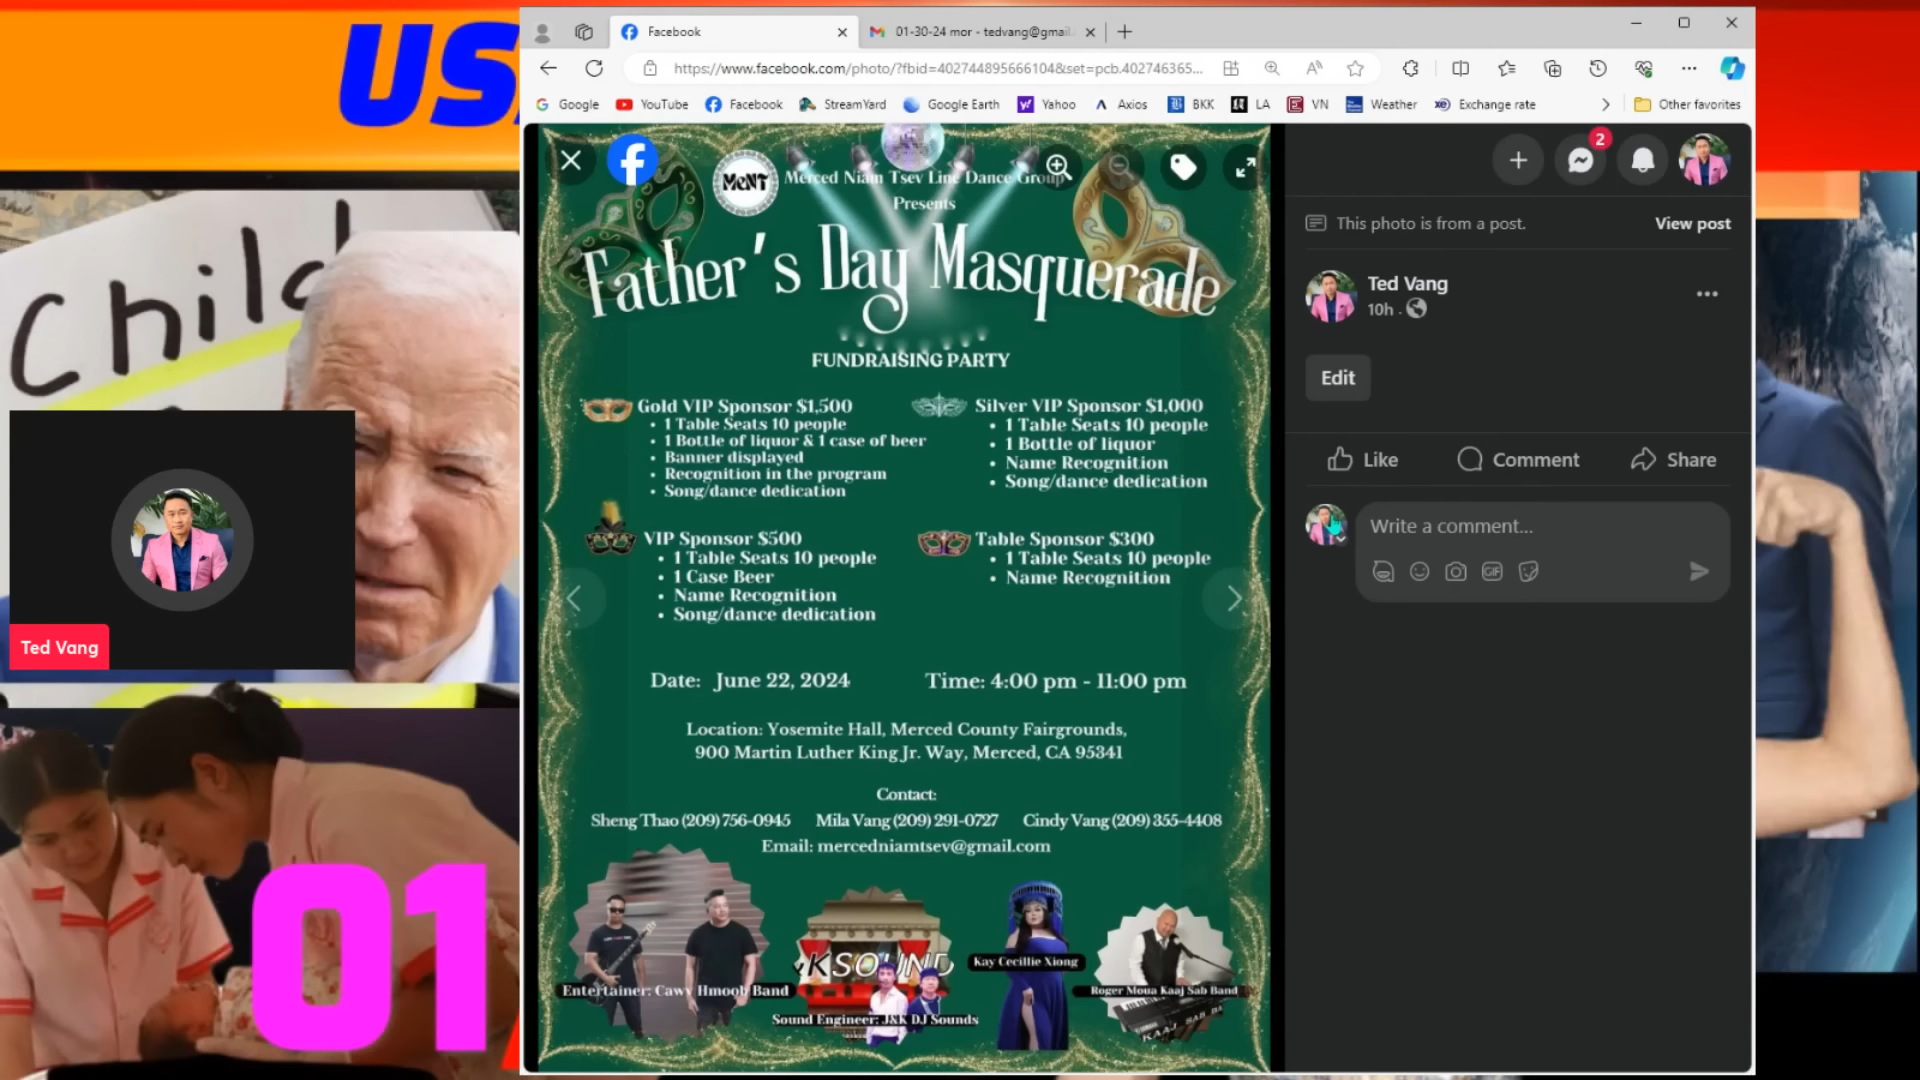 US
Facebook
01-30-24 mor - tedvang@gmail.
https://www.facebook.com/photo/?fbid=402744895666104&set=pcb.402746365...
Google
YouTube
Facebook
StreamYard
Google Earth
Yahoo
Axios
BKK
LA
VN
Weather
Exchange rate
Other favorites
MeNT
Merced Niam Tsev Line Dance Group
Presents
Father's Day Masquerade
FUNDRAISING PARTY
Gold VIP Sponsor $1,500
• 1 Table Seats 10 people
• 1 Bottle of liquor & 1 case of beer
• Banner displayed
• Recognition in the program
• Song/dance dedication
Silver VIP Sponsor $1,000
• 1 Table Seats 10 people
• 1 Bottle of liquor
• Name Recognition
• Song/dance dedication
VIP Sponsor $500
• 1 Table Seats 10 people
• 1 Case Beer
• Name Recognition
• Song/dance dedication
Table Sponsor $300
• 1 Table Seats 10 people
• Name Recognition
Date: June 22, 2024
Time: 4:00 pm - 11:00 pm
Location: Yosemite Hall, Merced County Fairgrounds,
900 Martin Luther King Jr. Way, Merced, CA 95341
Contact:
Sheng Thao (209) 756-0945 Mila Vang (209) 291-0727 Cindy Vang (209) 355-4408
Email: mercedniamtsev@gmail.com
KSOUND
Entertainer: Cawv Hmoob Band
Sound Engineer: J&K DJ Sounds
Kay Cecillie Xiong
Roger Moua Kaaj Sab Band
KAAJ SAB BA
2
This photo is from a post.
View post
Ted Vang
10h ·
Edit
Like
Comment
Share
Write a comment...
GIF
Child
Ted Vang
01